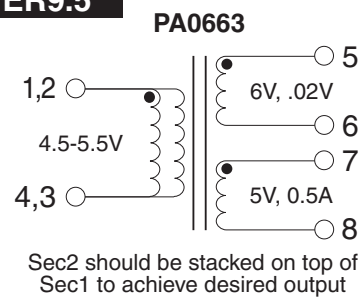 ER9.5
PA0663
5
1,2
6V, .02V
6
4.5-5.5V
7
4,3
5V, 0.5A
8
Sec2 should be stacked on top of
Sec1 to achieve desired output